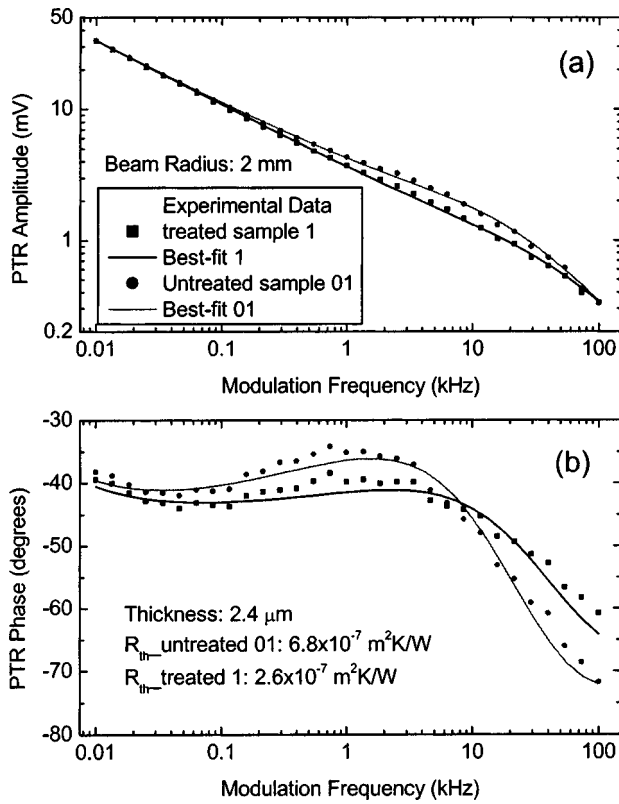 (a)
PTR Amplitude (mV)
50
10
1
0.2
Beam Radius: 2 mm
Experimental Data
treated sample 1
Best-fit 1
Untreated sample 01
Best-fit 01
0.01 0.1 1 10 100
Modulation Frequency (kHz)
(b)
PTR Phase (degrees)
-30
-40
-50
-60
-70
-80
Thickness: 2.4 μm
R_th_untreated 01: 6.8x10⁻⁷ m²K/W
R_th_treated 1: 2.6x10⁻⁷ m²K/W
0.01 0.1 1 10 100
Modulation Frequency (kHz)